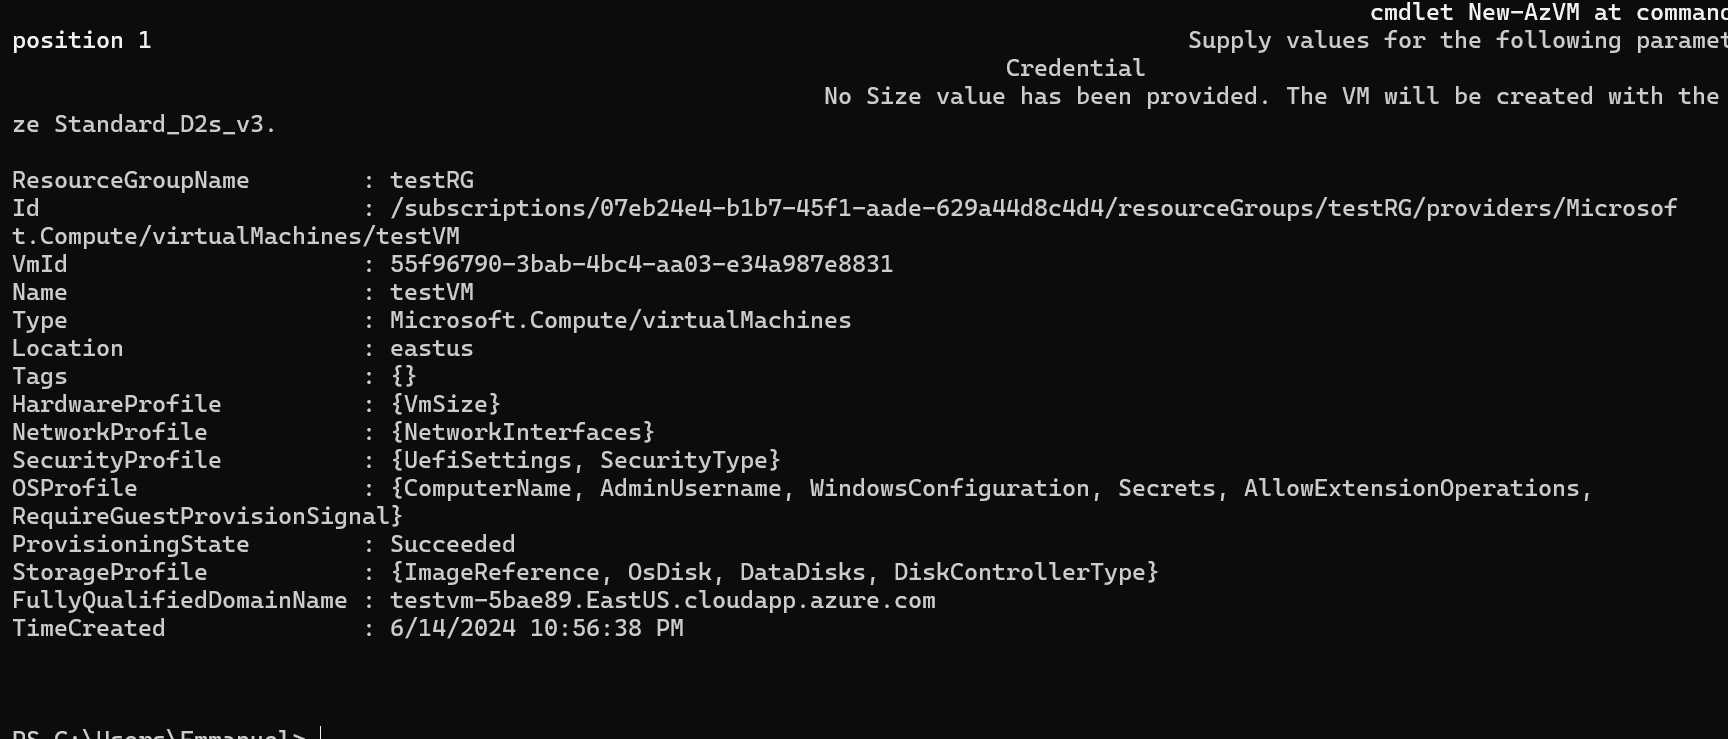 cmdlet New-AzVM at command
position 1
Supply values for the following paramet
Credential
No Size value has been provided. The VM will be created with the
ze Standard_D2s_v3.
ResourceGroupName : testRG
Id : /subscriptions/07eb24e4-b1b7-45f1-aade-629a44d8c4d4/resourceGroups/testRG/providers/Microsof
t.Compute/virtualMachines/testVM
VmId : 55f96790-3bab-4bc4-aa03-e34a987e8831
Name : testVM
Type : Microsoft.Compute/virtualMachines
Location : eastus
Tags : {}
HardwareProfile : {VmSize}
NetworkProfile : {NetworkInterfaces}
SecurityProfile : {UefiSettings, SecurityType}
OSProfile : {ComputerName, AdminUsername, WindowsConfiguration, Secrets, AllowExtensionOperations,
RequireGuestProvisionSignal}
ProvisioningState : Succeeded
StorageProfile : {ImageReference, OsDisk, DataDisks, DiskControllerType}
FullyQualifiedDomainName : testvm-5bae89.EastUS.cloudapp.azure.com
TimeCreated : 6/14/2024 10:56:38 PM
PS C:\Users\Emmanuel>